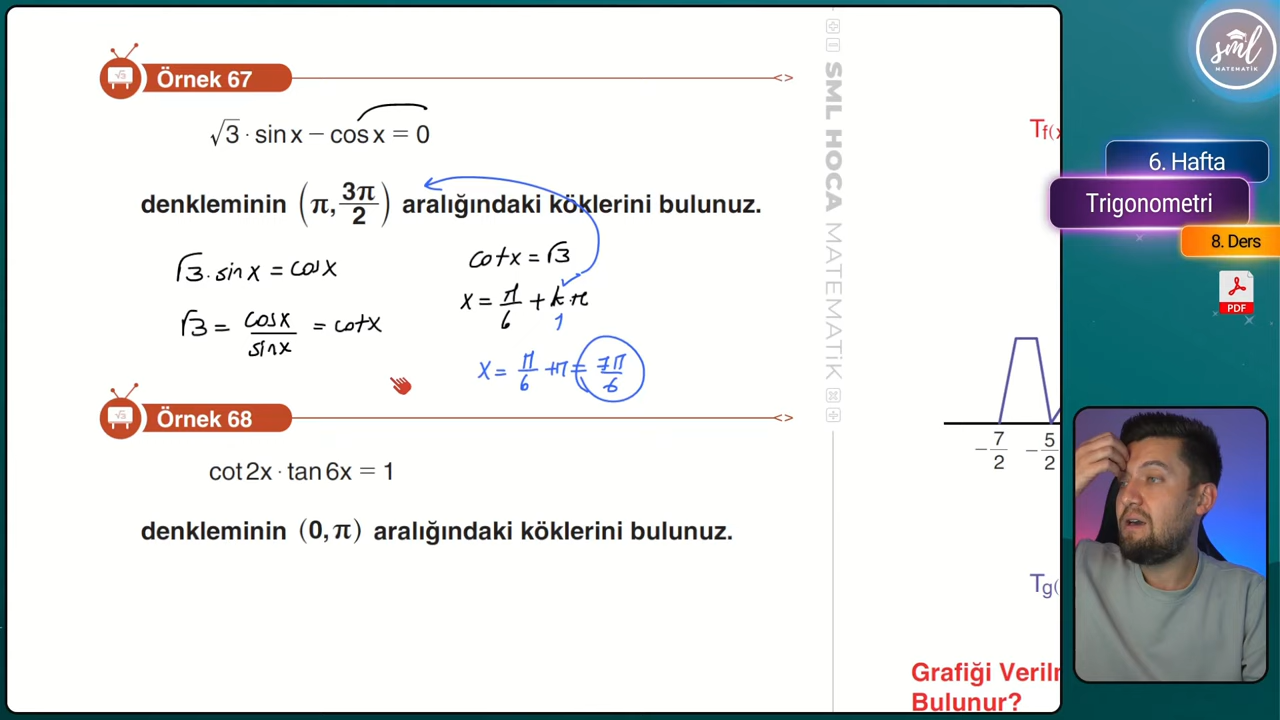 Örnek 67
√3 · sin x − cos x = 0
denkleminin (π, 3π/2) aralığındaki köklerini bulunuz.
√3 · sin x = cos x
√3 = cos x / sin x = cot x
cot x = √3
x = π/6 + k·π
1
x = π/6 + π = 7π/6
Örnek 68
cot 2x · tan 6x = 1
denkleminin (0, π) aralığındaki köklerini bulunuz.
SML HOCA MATEMATİK
T f(x
−7/2 −5/2
T g(
Grafiği Veriln
Bulunur?
sml
MATEMATİK
6. Hafta
Trigonometri
8. Ders
PDF